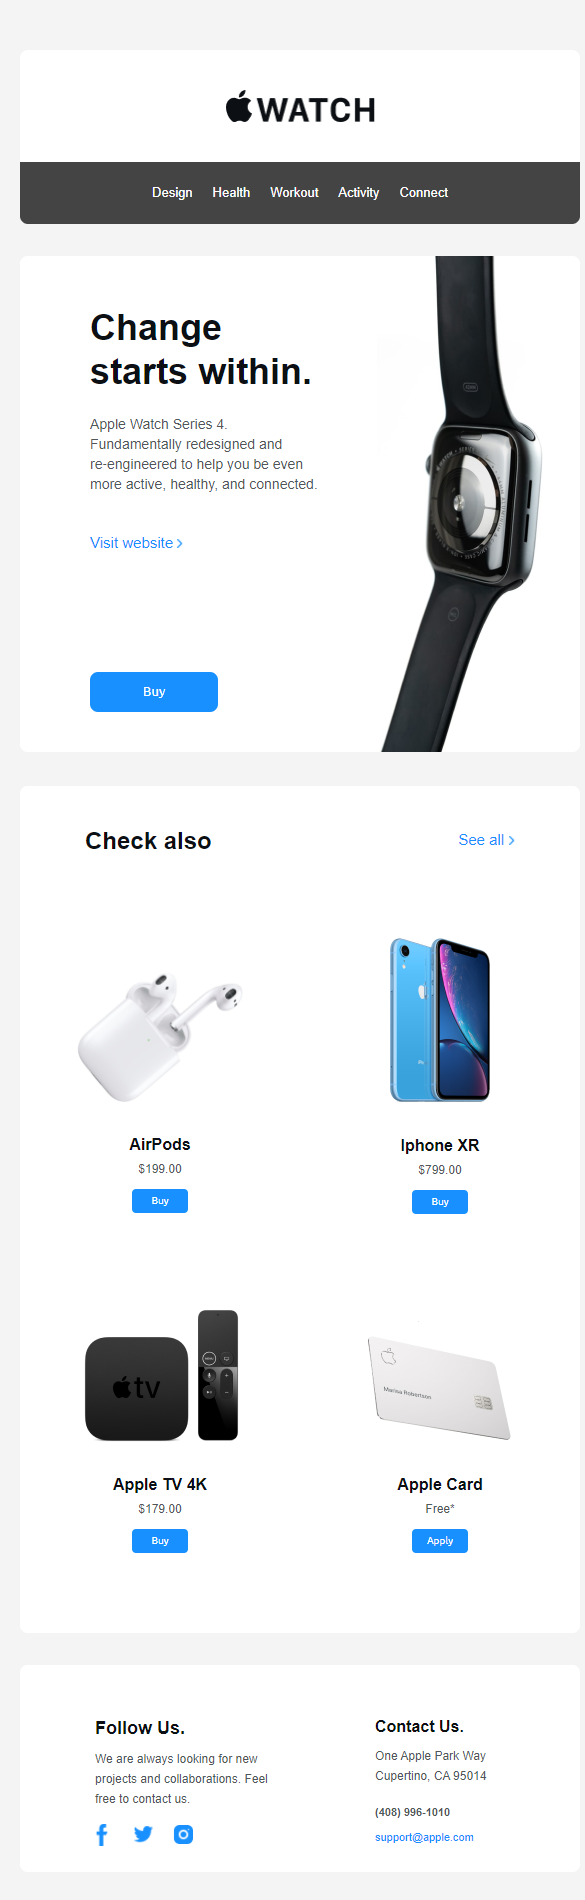 WATCH
Design Health Workout Activity Connect
Change
starts within.
Apple Watch Series 4.
Fundamentally redesigned and
re-engineered to help you be even
more active, healthy, and connected.
Visit website >
Buy
Check also
See all >
AirPods
$199.00
Buy
Iphone XR
$799.00
Buy
tv
MENU
Apple TV 4K
$179.00
Buy
Marisa Robertson
Apple Card
Free*
Apply
Follow Us.
We are always looking for new
projects and collaborations. Feel
free to contact us.
Contact Us.
One Apple Park Way
Cupertino, CA 95014
(408) 996-1010
support@apple.com